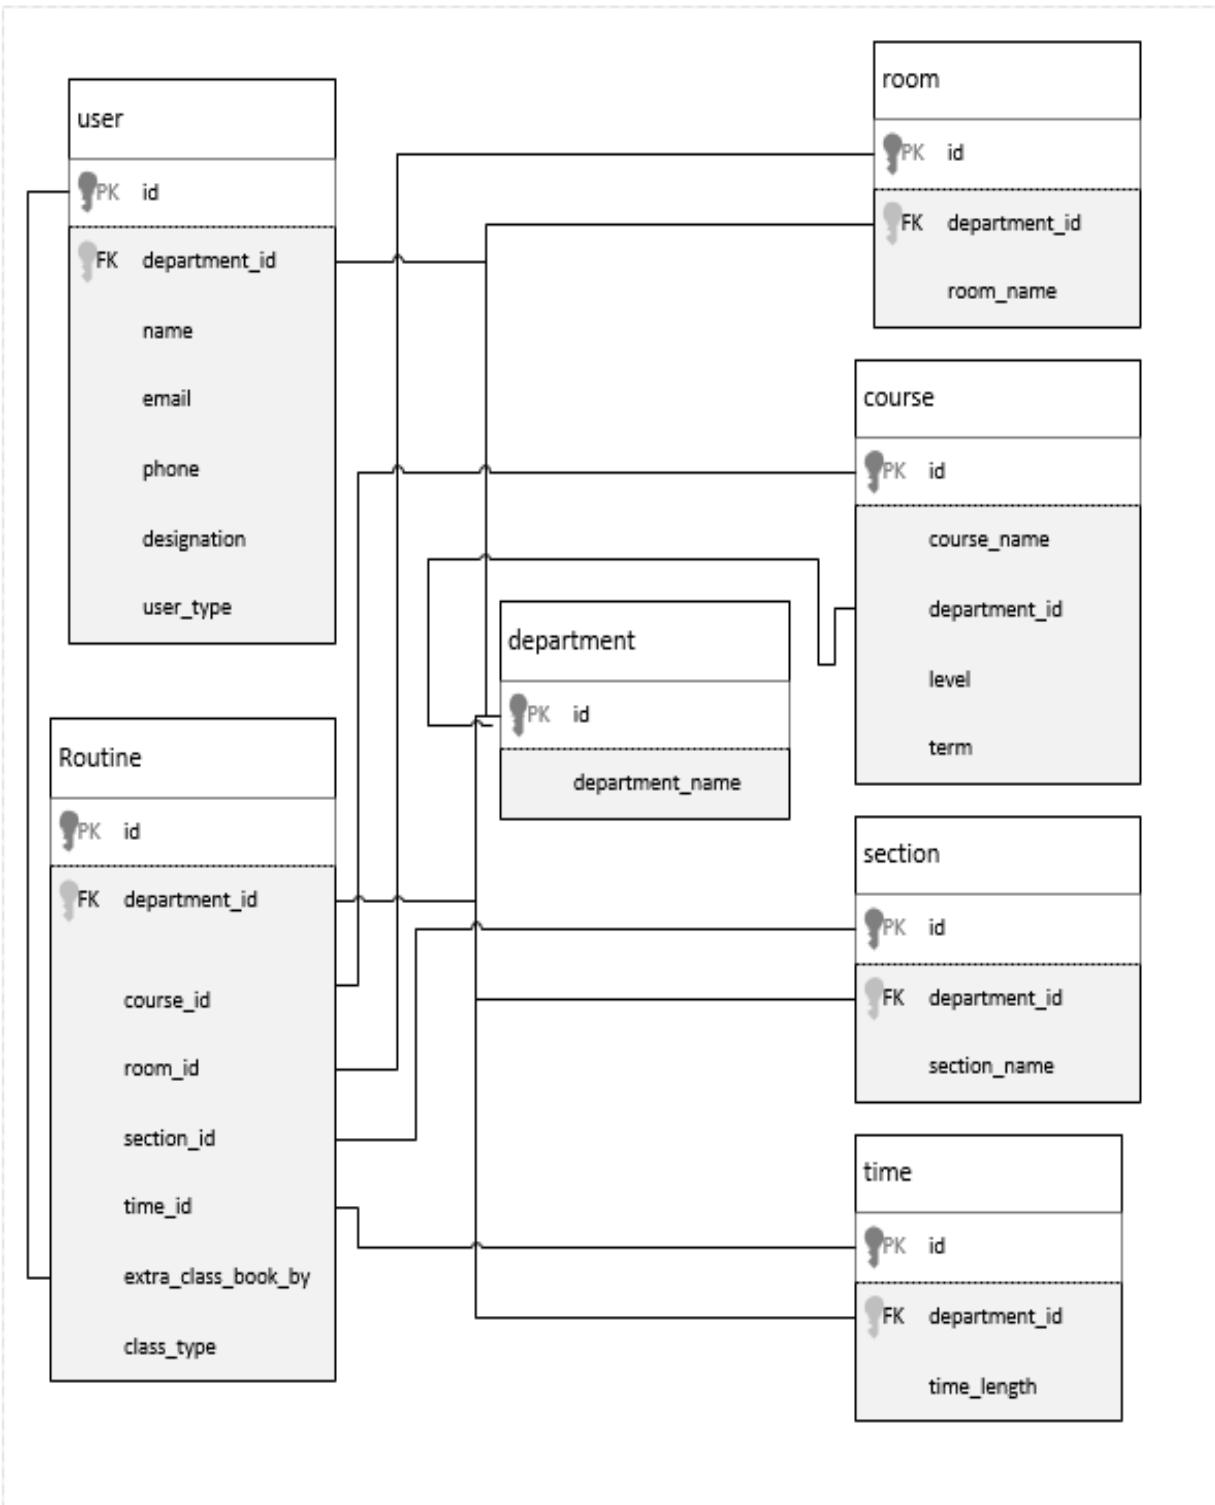 user
PK id
FK department_id
name
email
phone
designation
user_type
room
PK id
FK department_id
room_name
course
PK id
course_name
department_id
level
term
department
PK id
department_name
Routine
PK id
FK department_id
course_id
room_id
section_id
time_id
extra_class_book_by
class_type
section
PK id
FK department_id
section_name
time
PK id
FK department_id
time_length